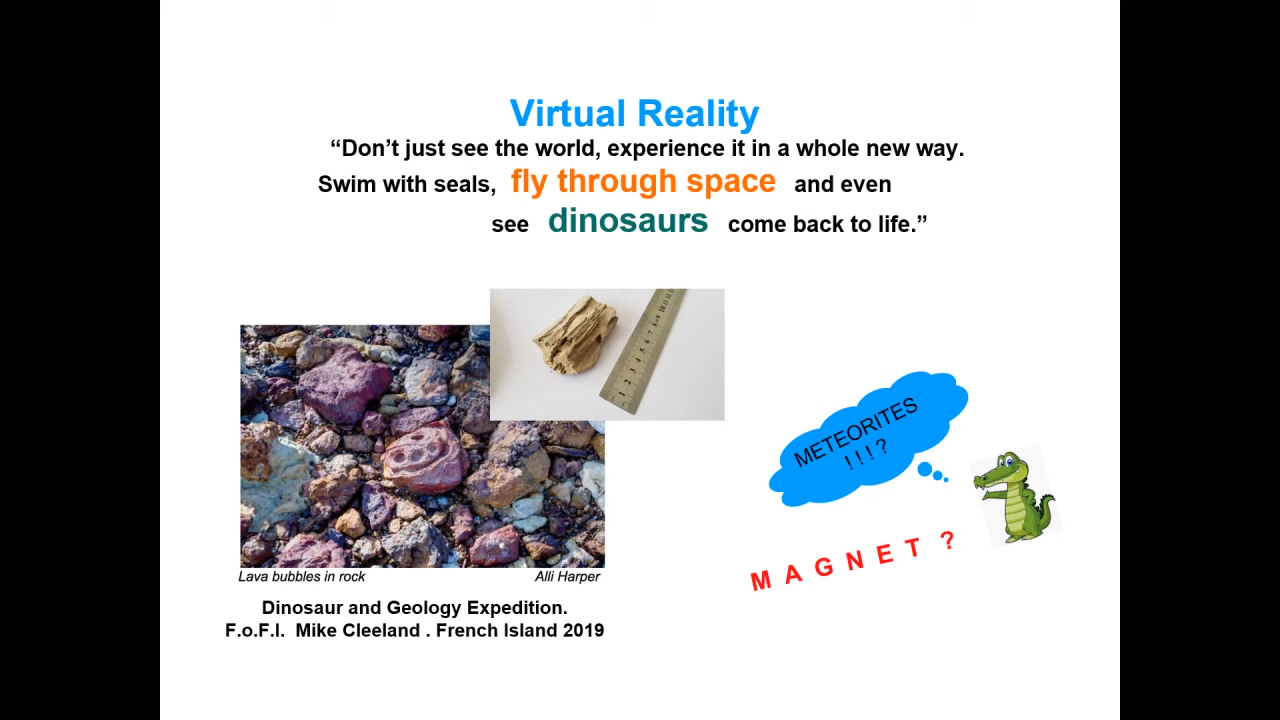 Virtual Reality
“Don’t just see the world, experience it in a whole new way.
Swim with seals, fly through space and even
see dinosaurs come back to life.”
METEORITES
!!!?
MAGNET?
Lava bubbles in rock
Alli Harper
Dinosaur and Geology Expedition.
F.o.F.I. Mike Cleeland . French Island 2019